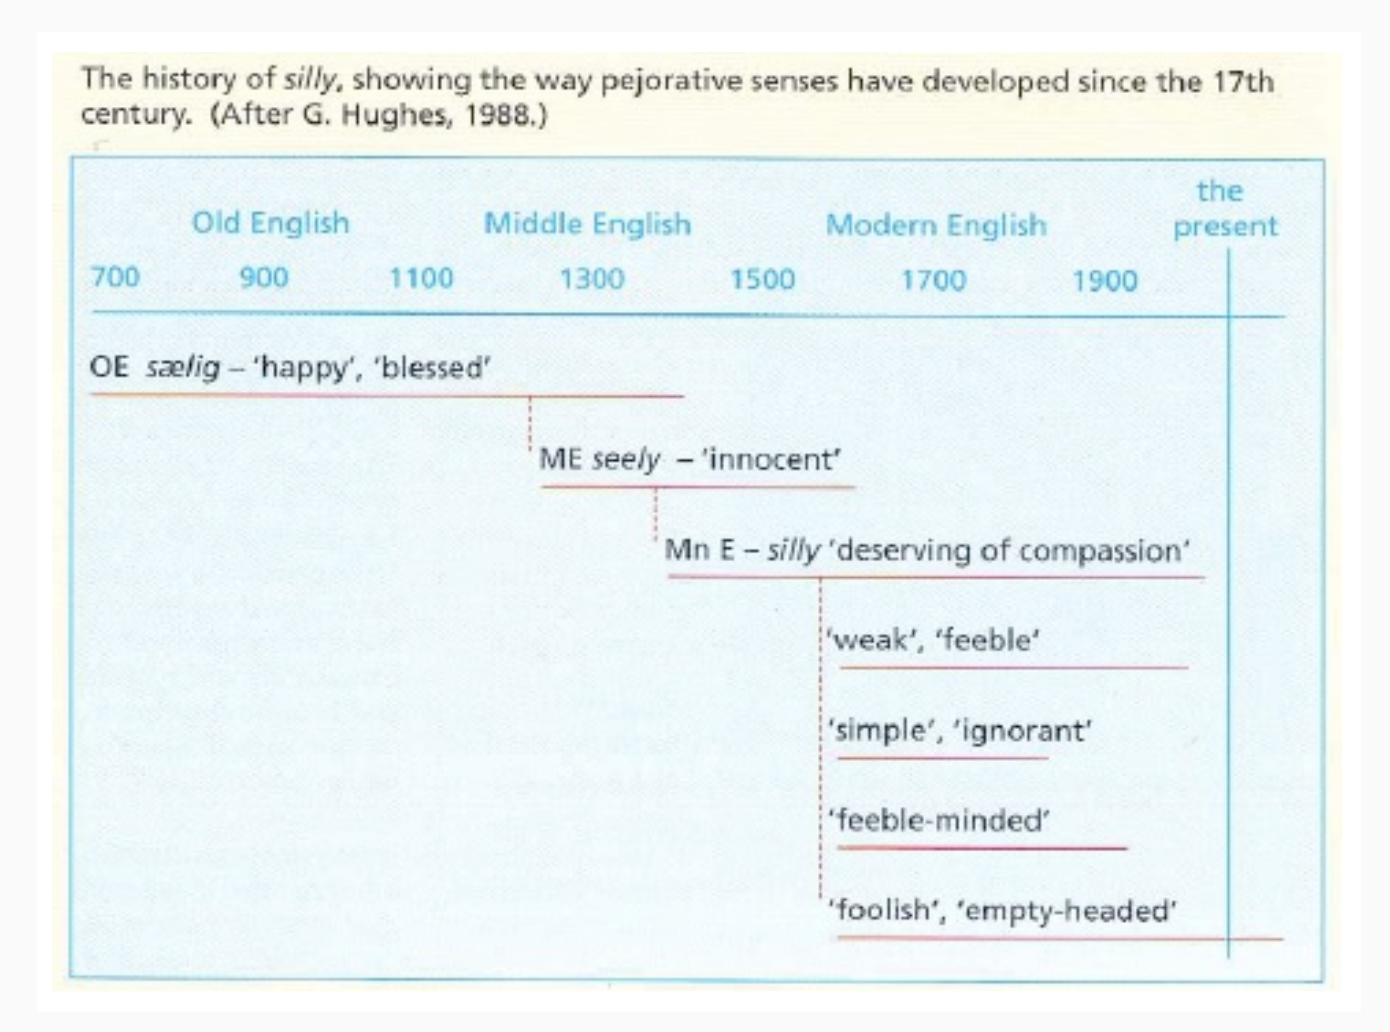 The history of silly, showing the way pejorative senses have developed since the 17th
century. (After G. Hughes, 1988.)
the
Old English Middle English Modern English present
700 900 1100 1300 1500 1700 1900
OE sælig – ‘happy’, ‘blessed’
ME seely – ‘innocent’
Mn E – silly ‘deserving of compassion’
‘weak’, ‘feeble’
‘simple’, ‘ignorant’
‘feeble-minded’
‘foolish’, ‘empty-headed’